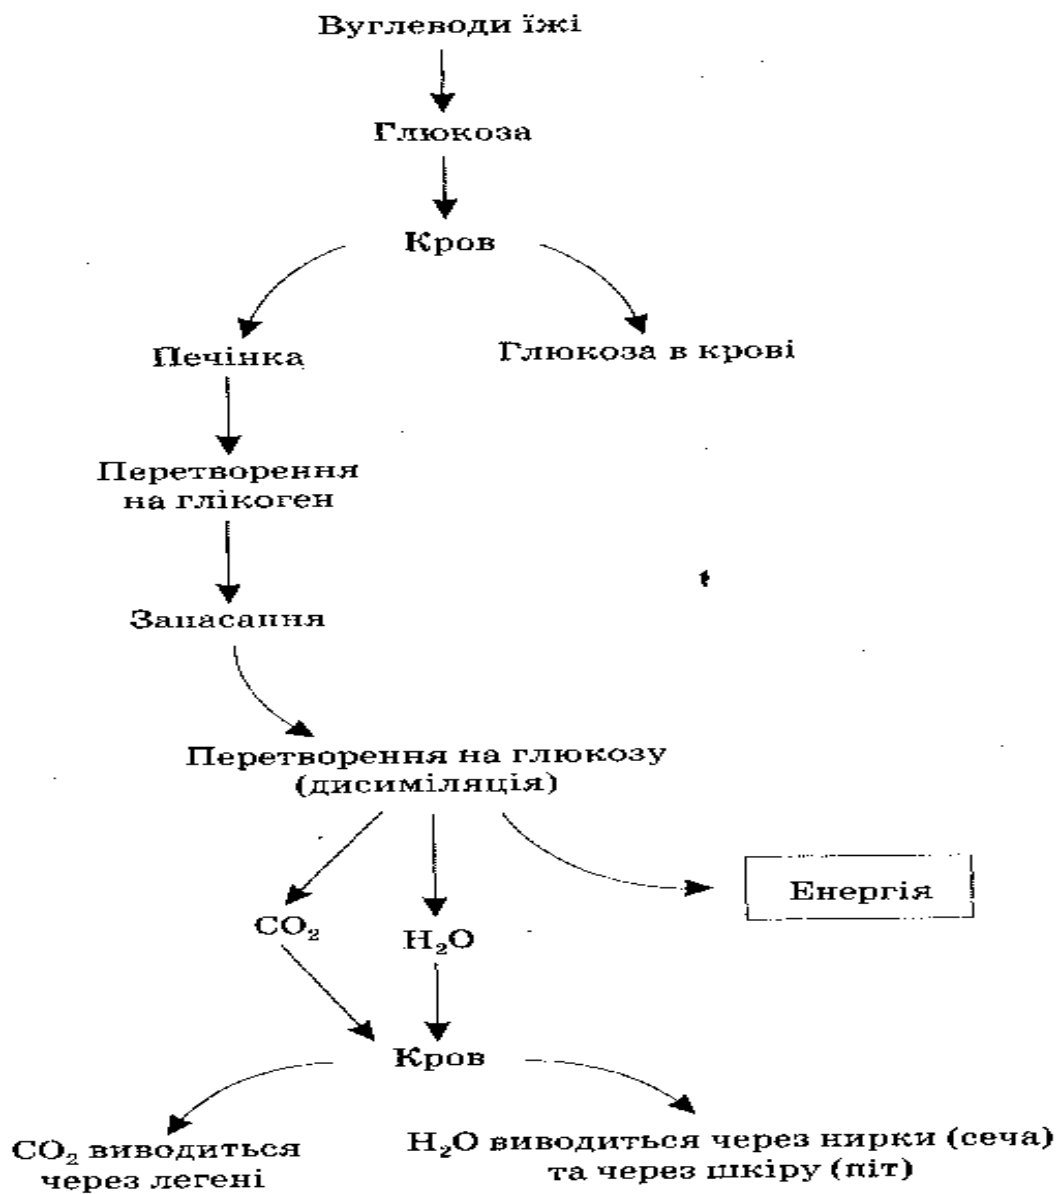 Вуглеводи їжі
Глюкоза
Кров
Печінка
Глюкоза в крові
Перетворення
на глікоген
Запасання
Перетворення на глюкозу
(дисиміляція)
Енергія
CO₂
H₂O
Кров
CO₂ виводиться
через легені
H₂O виводиться через нирки (сеча)
та через шкіру (піт)